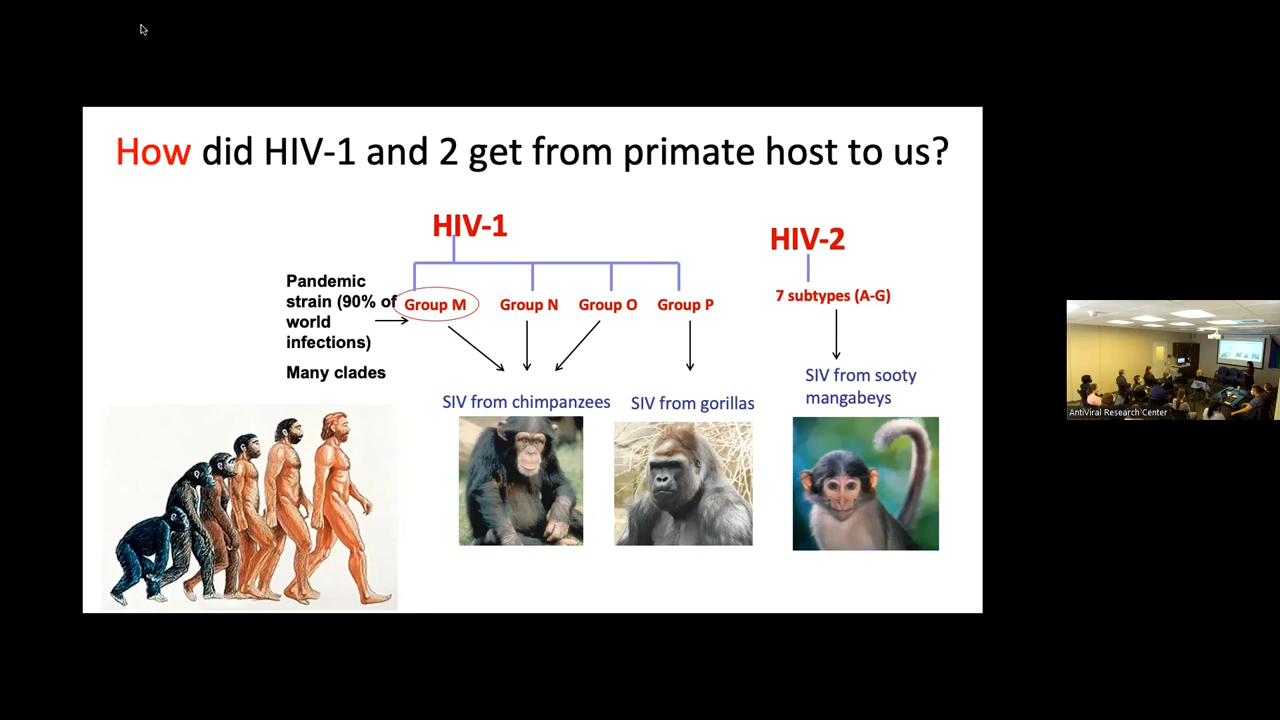 How did HIV-1 and 2 get from primate host to us?
HIV-1
HIV-2
Pandemic
strain (90% of
world
infections)
Many clades
Group M
Group N
Group O
Group P
7 subtypes (A-G)
SIV from chimpanzees
SIV from gorillas
SIV from sooty
mangabeys
AntiViral Research Center